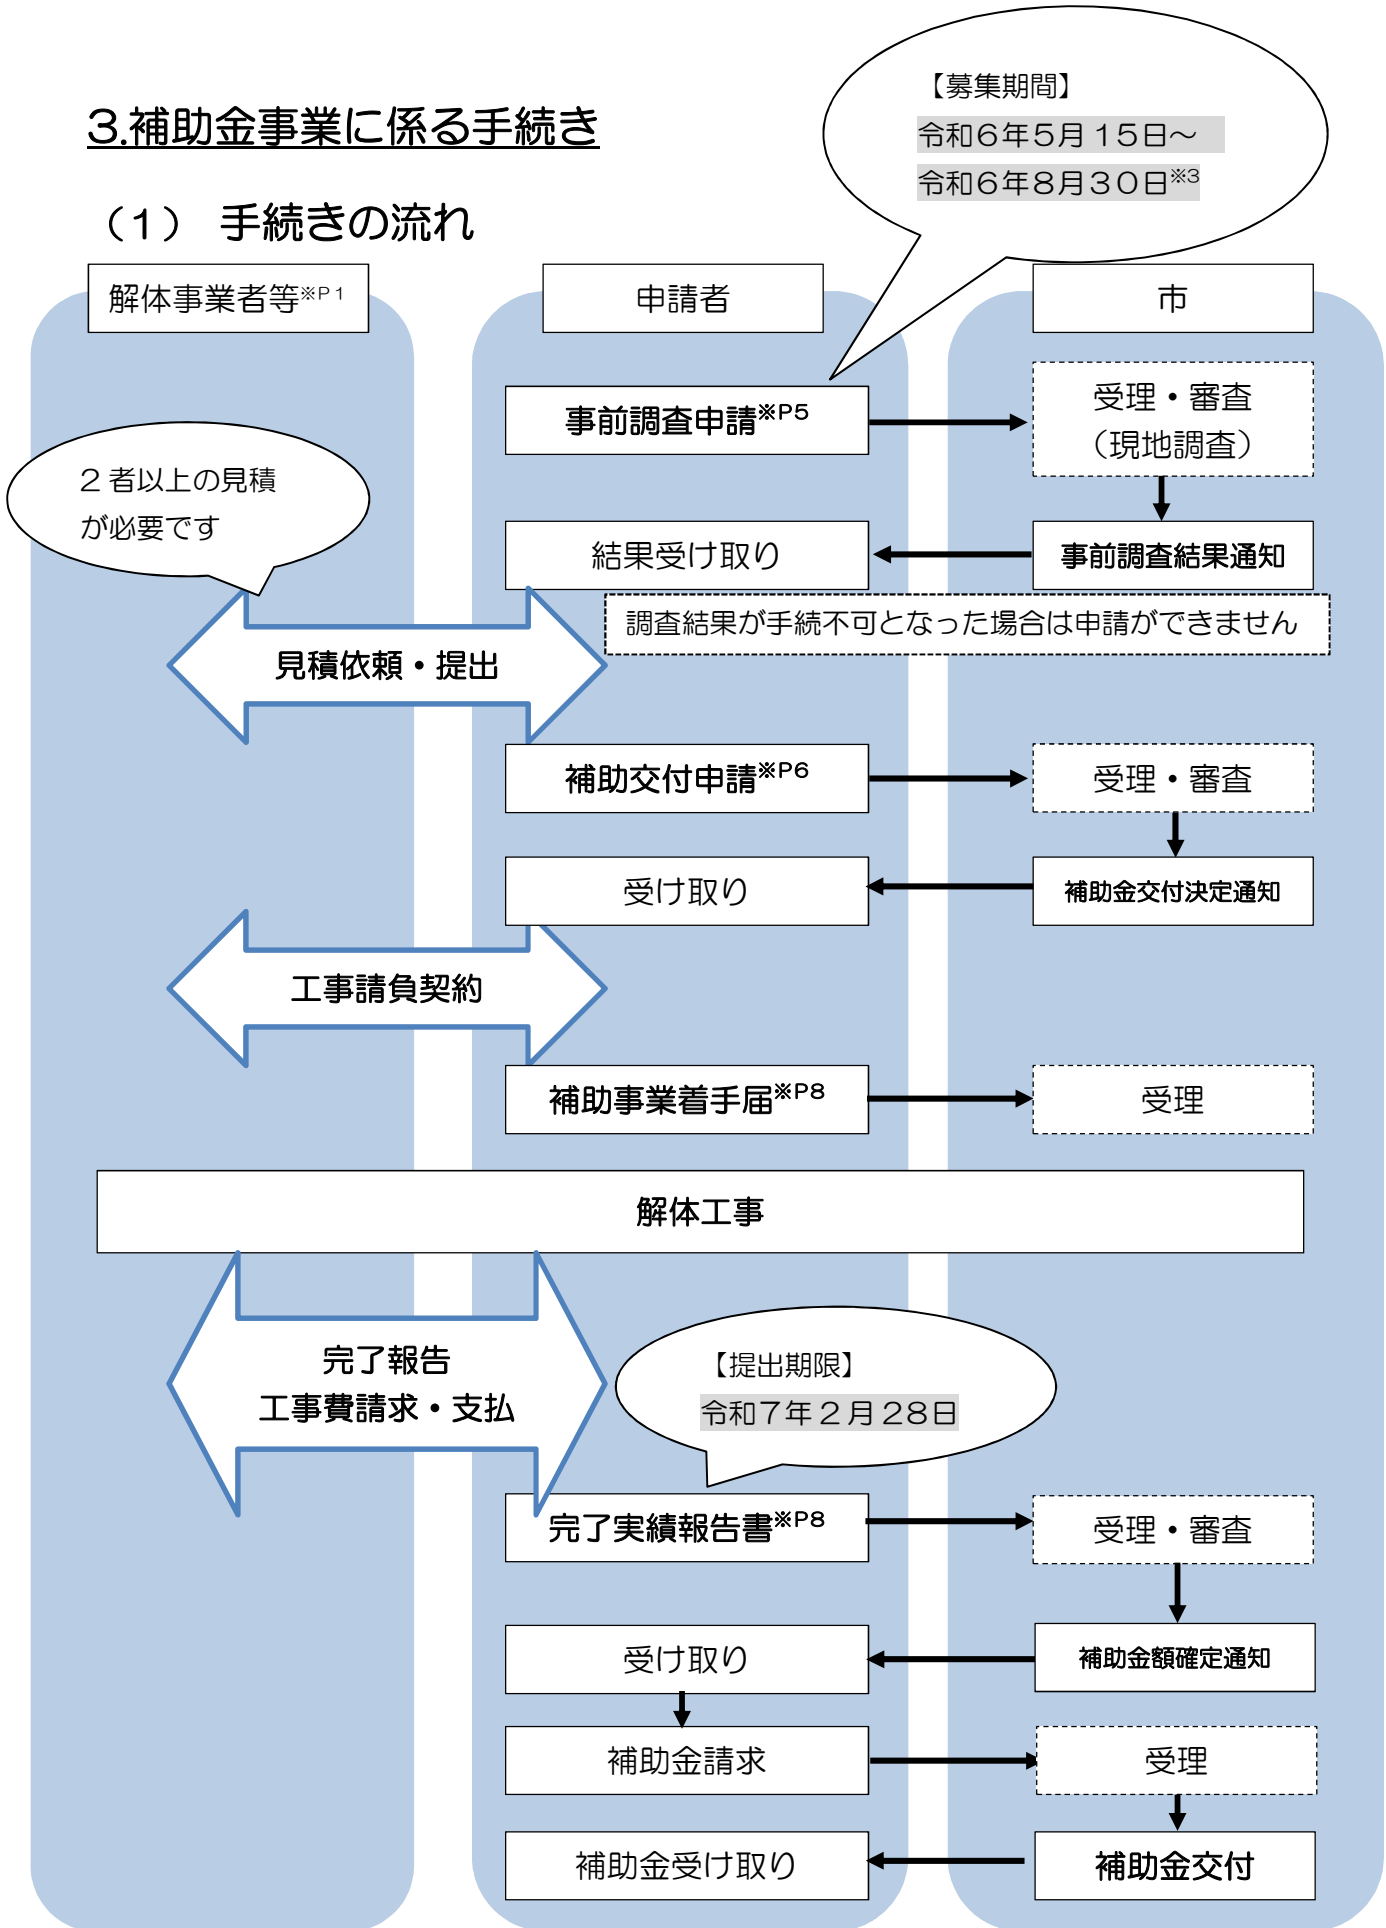 【募集期間】
令和6年5月15日～
令和6年8月30日※3
3.補助金事業に係る手続き
（1） 手続きの流れ
解体事業者等※P1
申請者
市
事前調査申請※P5
受理・審査
（現地調査）
2者以上の見積
が必要です
結果受け取り
事前調査結果通知
調査結果が手続不可となった場合は申請ができません
見積依頼・提出
補助交付申請※P6
受理・審査
受け取り
補助金交付決定通知
工事請負契約
補助事業着手届※P8
受理
解体工事
完了報告
工事費請求・支払
【提出期限】
令和7年2月28日
完了実績報告書※P8
受理・審査
受け取り
補助金額確定通知
補助金請求
受理
補助金受け取り
補助金交付